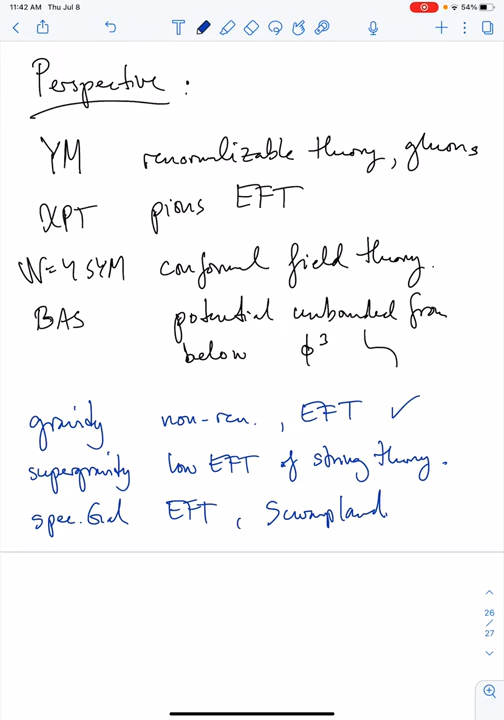 11:42 AM Thu Jul 8
54%
Perspective :
YM renormalizable theory, gluons
χPT pions EFT
N=4 SYM conformal field theory.
BAS potential unbounded from
below ϕ³
gravity non-ren. , EFT ✓
supergravity low EFT of string theory.
spec. Gal EFT , Swampland.
26
/
27